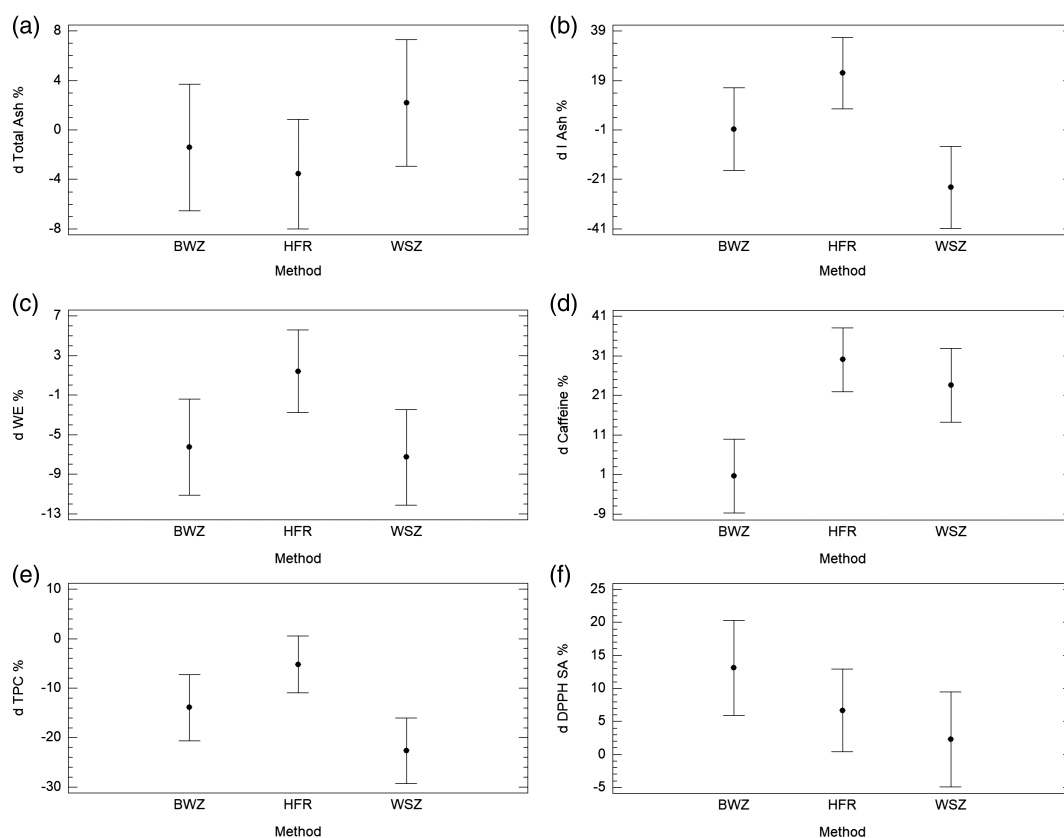 (a)
d Total Ash %
8
4
0
-4
-8
BWZ HFR WSZ
Method
(b)
d I Ash %
39
19
-1
-21
-41
BWZ HFR WSZ
Method
(c)
d WE %
7
3
-1
-5
-9
-13
BWZ HFR WSZ
Method
(d)
d Caffeine %
41
31
21
11
1
-9
BWZ HFR WSZ
Method
(e)
d TPC %
10
0
-10
-20
-30
BWZ HFR WSZ
Method
(f)
d DPPH SA %
25
20
15
10
5
0
-5
BWZ HFR WSZ
Method